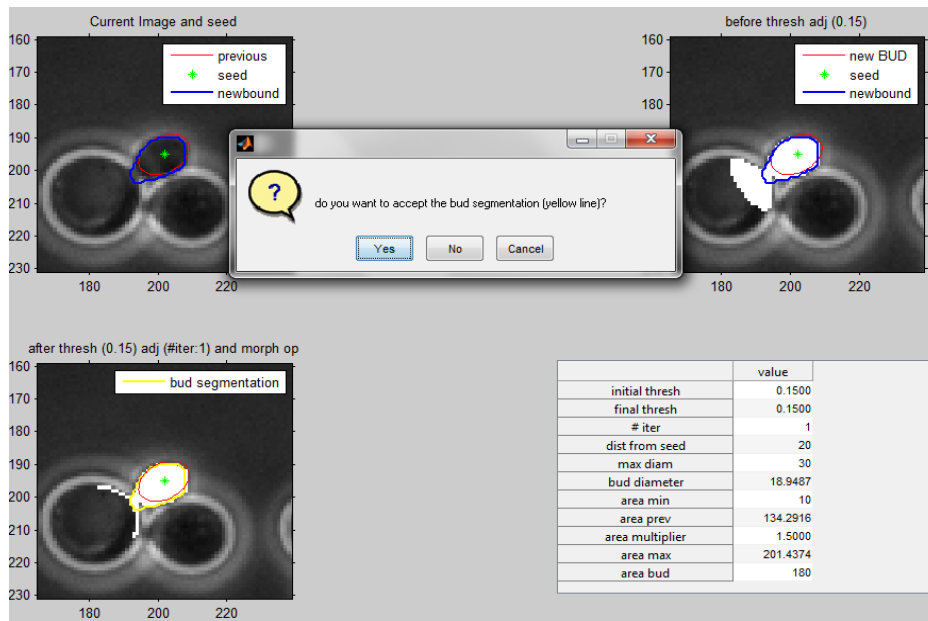 Current Image and seed
160
170
180
190
200
210
220
230
180
200
220
previous
seed
newbound
before thresh adj (0.15)
160
170
180
180
200
220
new BUD
seed
newbound
?
do you want to accept the bud segmentation (yellow line)?
Yes
No
Cancel
after thresh (0.15) adj (#iter:1) and morph op
160
170
180
190
200
210
220
230
180
200
220
bud segmentation
value
initial thresh 0.1500
final thresh 0.1500
# iter 1
dist from seed 20
max diam 30
bud diameter 18.9487
area min 10
area prev 134.2916
area multiplier 1.5000
area max 201.4374
area bud 180